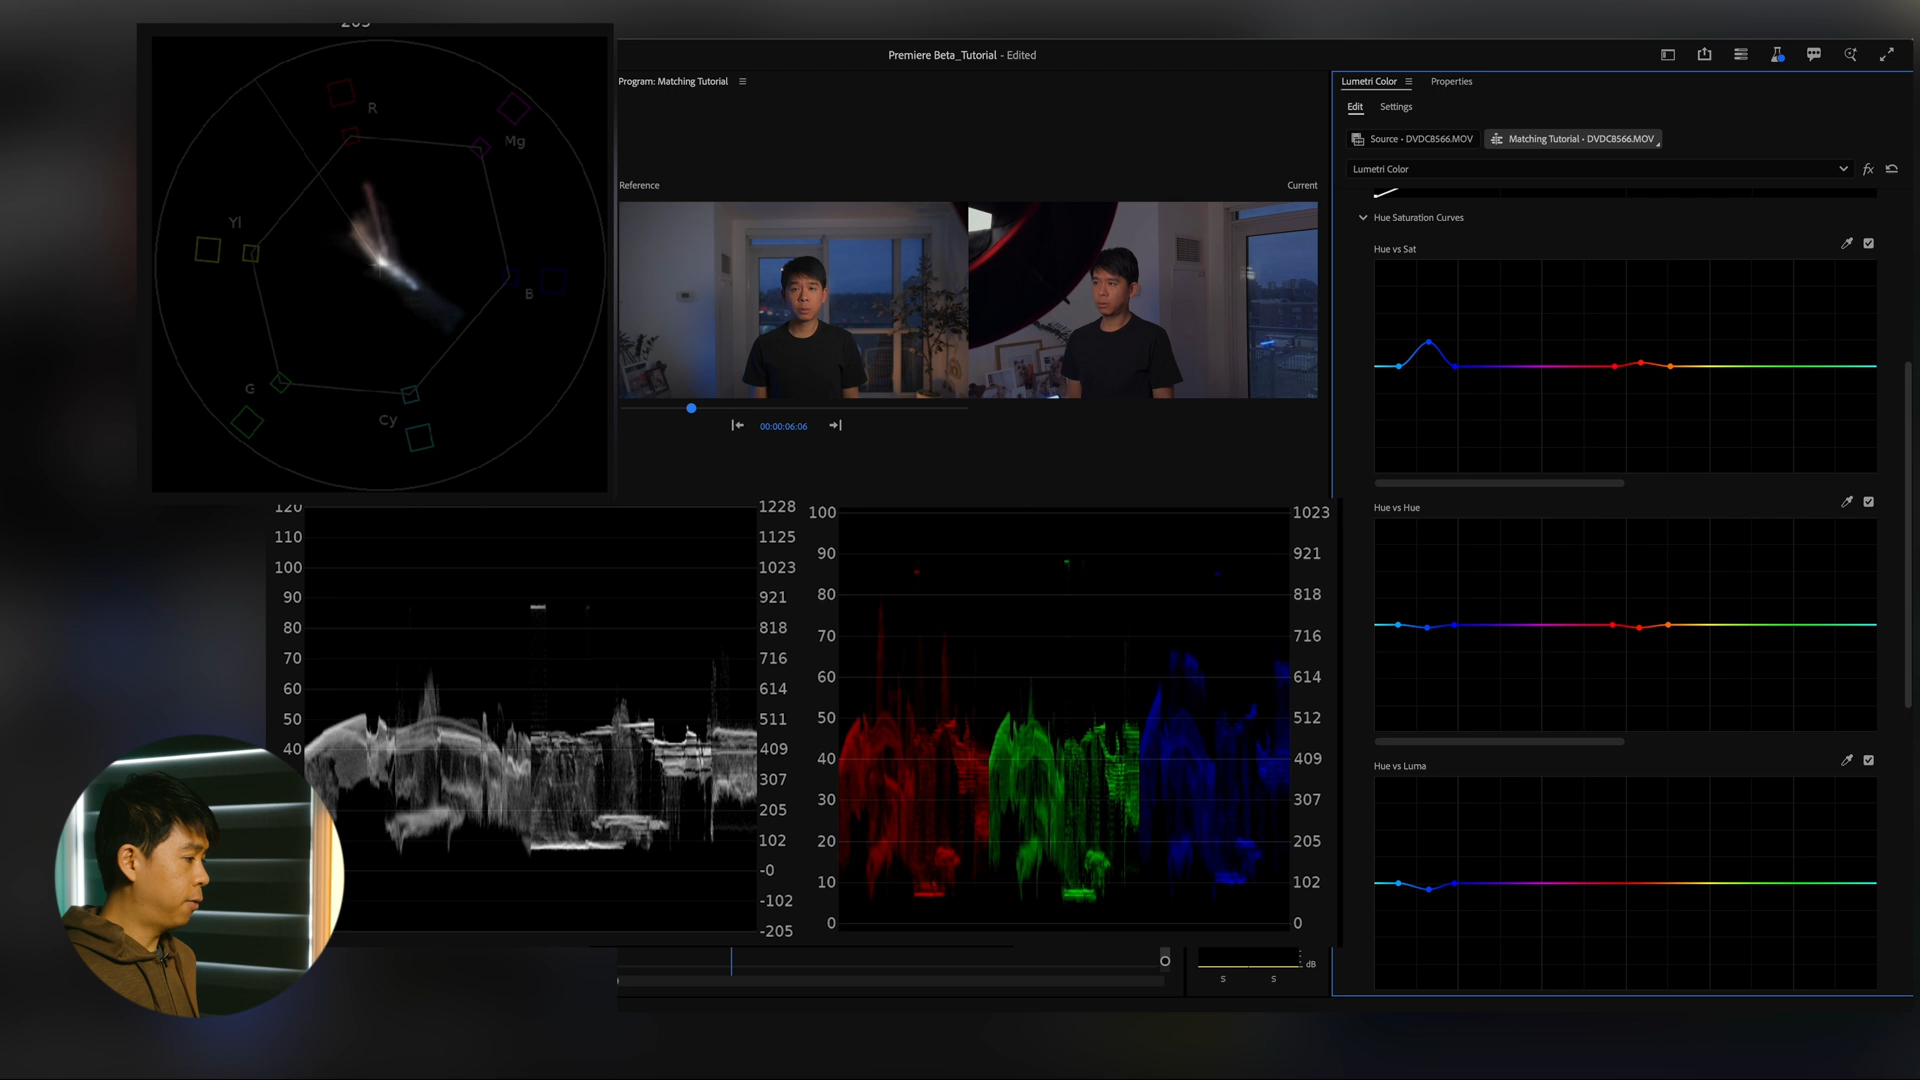 Premiere Beta_Tutorial - Edited
Program: Matching Tutorial
Lumetri Color
Properties
Edit
Settings
Source • DVDC8566.MOV
Matching Tutorial • DVDC8566.MOV
Lumetri Color
fx
R
Mg
Yl
B
G
Cy
Reference
Current
00:00:06:06
Hue Saturation Curves
Hue vs Sat
Hue vs Hue
Hue vs Luma
120
110
100
90
80
70
60
50
40
1228
1125
1023
921
818
716
614
511
409
307
205
102
-0
-102
-205
100
90
80
70
60
50
40
30
20
10
0
1023
921
818
716
614
512
409
307
205
102
0
dB
S
S